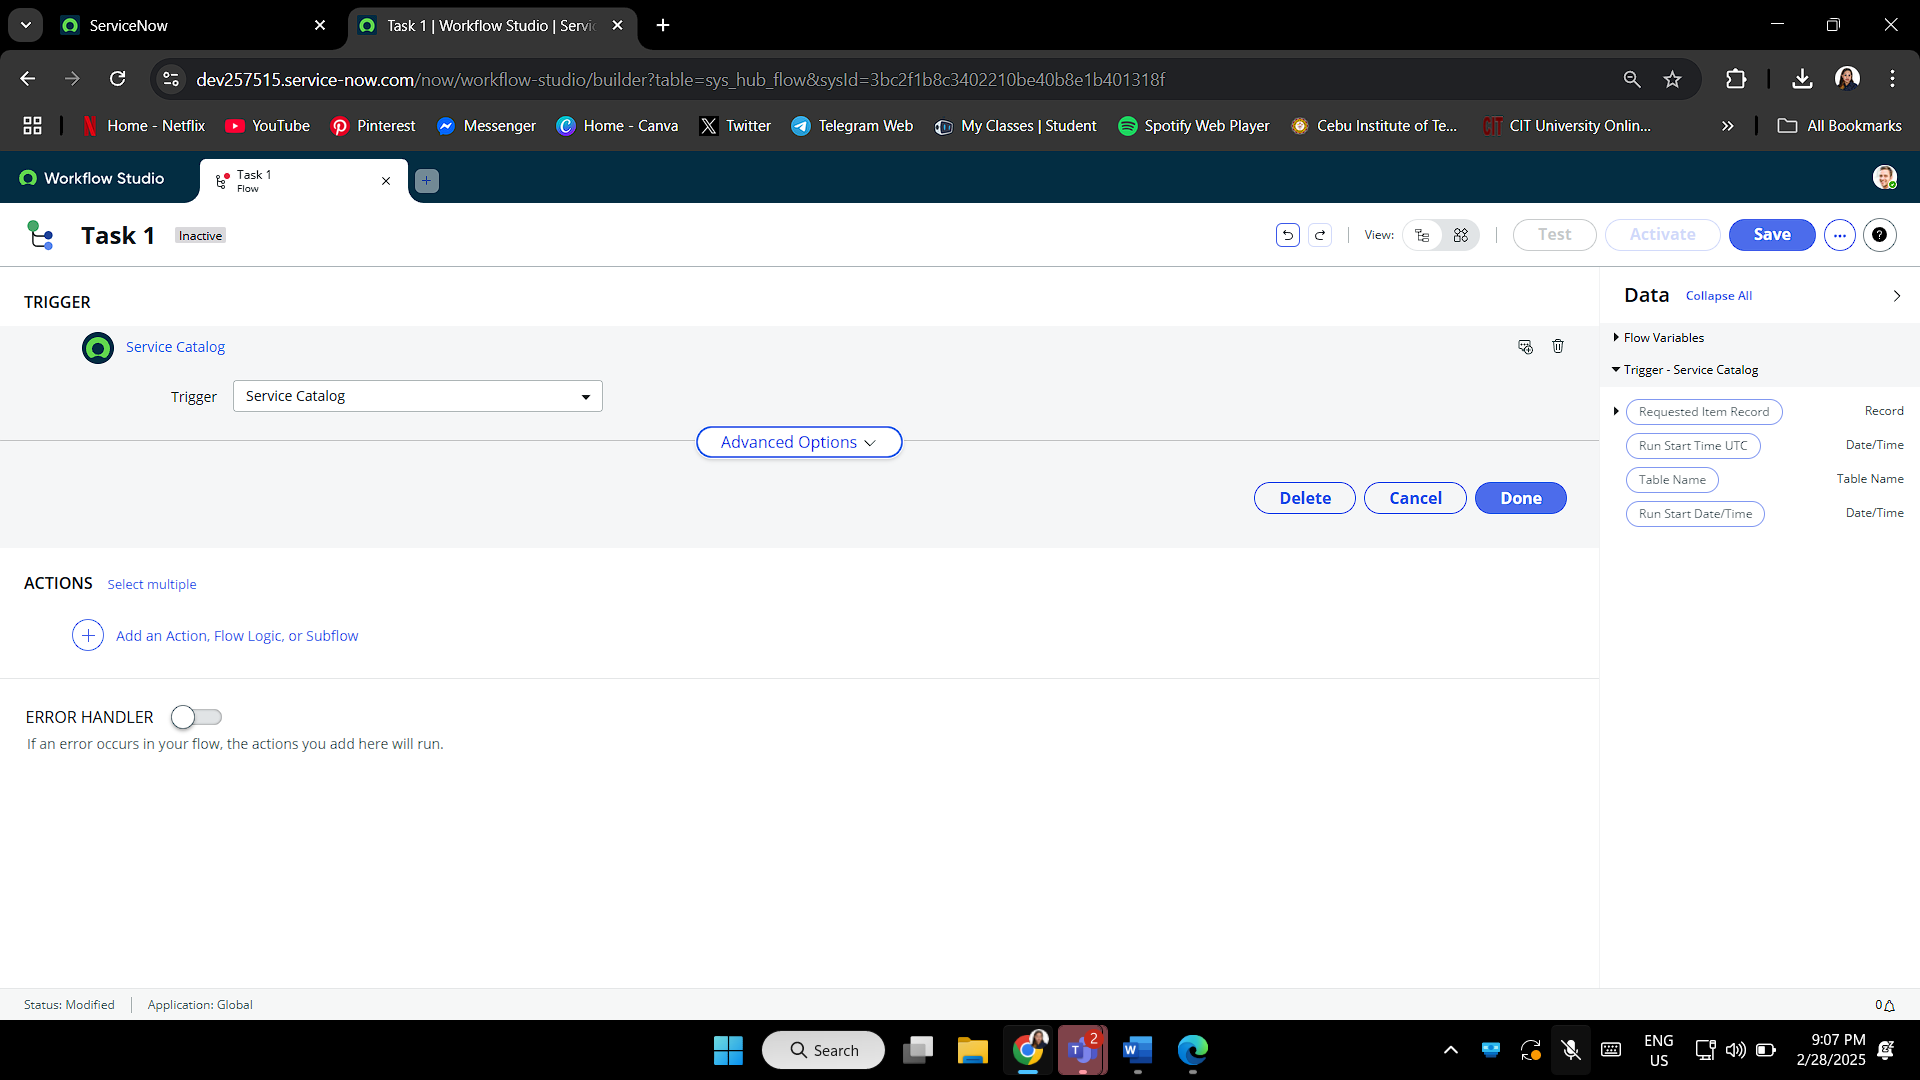 ServiceNow
Task 1 | Workflow Studio | Servic
dev257515.service-now.com/now/workflow-studio/builder?table=sys_hub_flow&sysId=3bc2f1b8c3402210be40b8e1b401318f
Home - Netflix YouTube Pinterest Messenger Home - Canva Twitter Telegram Web My Classes | Student Spotify Web Player Cebu Institute of Te... CIT University Onlin... All Bookmarks
Workflow Studio
Task 1
Flow
Task 1 Inactive
View:
Test Activate Save
TRIGGER
Service Catalog
Trigger Service Catalog
Advanced Options
Delete Cancel Done
ACTIONS Select multiple
Add an Action, Flow Logic, or Subflow
ERROR HANDLER
If an error occurs in your flow, the actions you add here will run.
Data Collapse All
Flow Variables
Trigger - Service Catalog
Requested Item Record Record
Run Start Time UTC Date/Time
Table Name Table Name
Run Start Date/Time Date/Time
Status: Modified Application: Global
0
Search
2
ENG
US
9:07 PM
2/28/2025